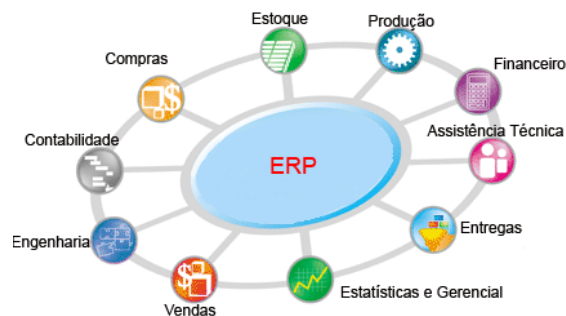 Estoque
Produção
Compras
Financeiro
Contabilidade
Assistência Técnica
ERP
Engenharia
Entregas
Estatísticas e Gerencial
Vendas